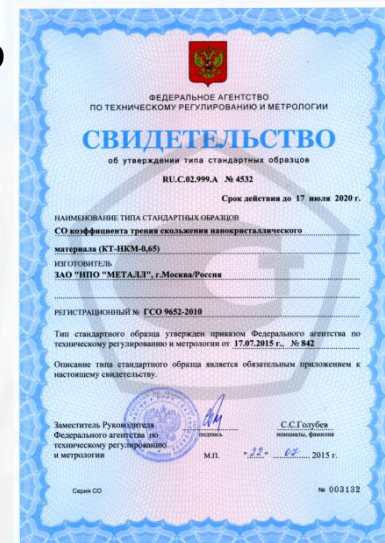 ФЕДЕРАЛЬНОЕ АГЕНТСТВО
ПО ТЕХНИЧЕСКОМУ РЕГУЛИРОВАНИЮ И МЕТРОЛОГИИ
СВИДЕТЕЛЬСТВО
об утверждении типа стандартных образцов
RU.C.02.999.A № 4532
Срок действия до 17 июля 2020 г.
НАИМЕНОВАНИЕ ТИПА СТАНДАРТНЫХ ОБРАЗЦОВ
СО коэффициента трения скольжения нанокристаллического
материала (КТ-НКМ-0,65)
ИЗГОТОВИТЕЛЬ
ЗАО "НПО "МЕТАЛЛ", г.Москва/Россия
РЕГИСТРАЦИОННЫЙ № ГСО 9652-2010
Тип стандартного образца утвержден приказом Федерального агентства по
техническому регулированию и метрологии от 17.07.2015 г., № 842
Описание типа стандартного образца является обязательным приложением к
настоящему свидетельству.
Заместитель Руководителя
Федерального агентства по
техническому регулированию
и метрологии
подпись
С.С.Голубев
инициалы, фамилия
М.П.
"22" 07 2015 г.
Серия СО
№ 003132